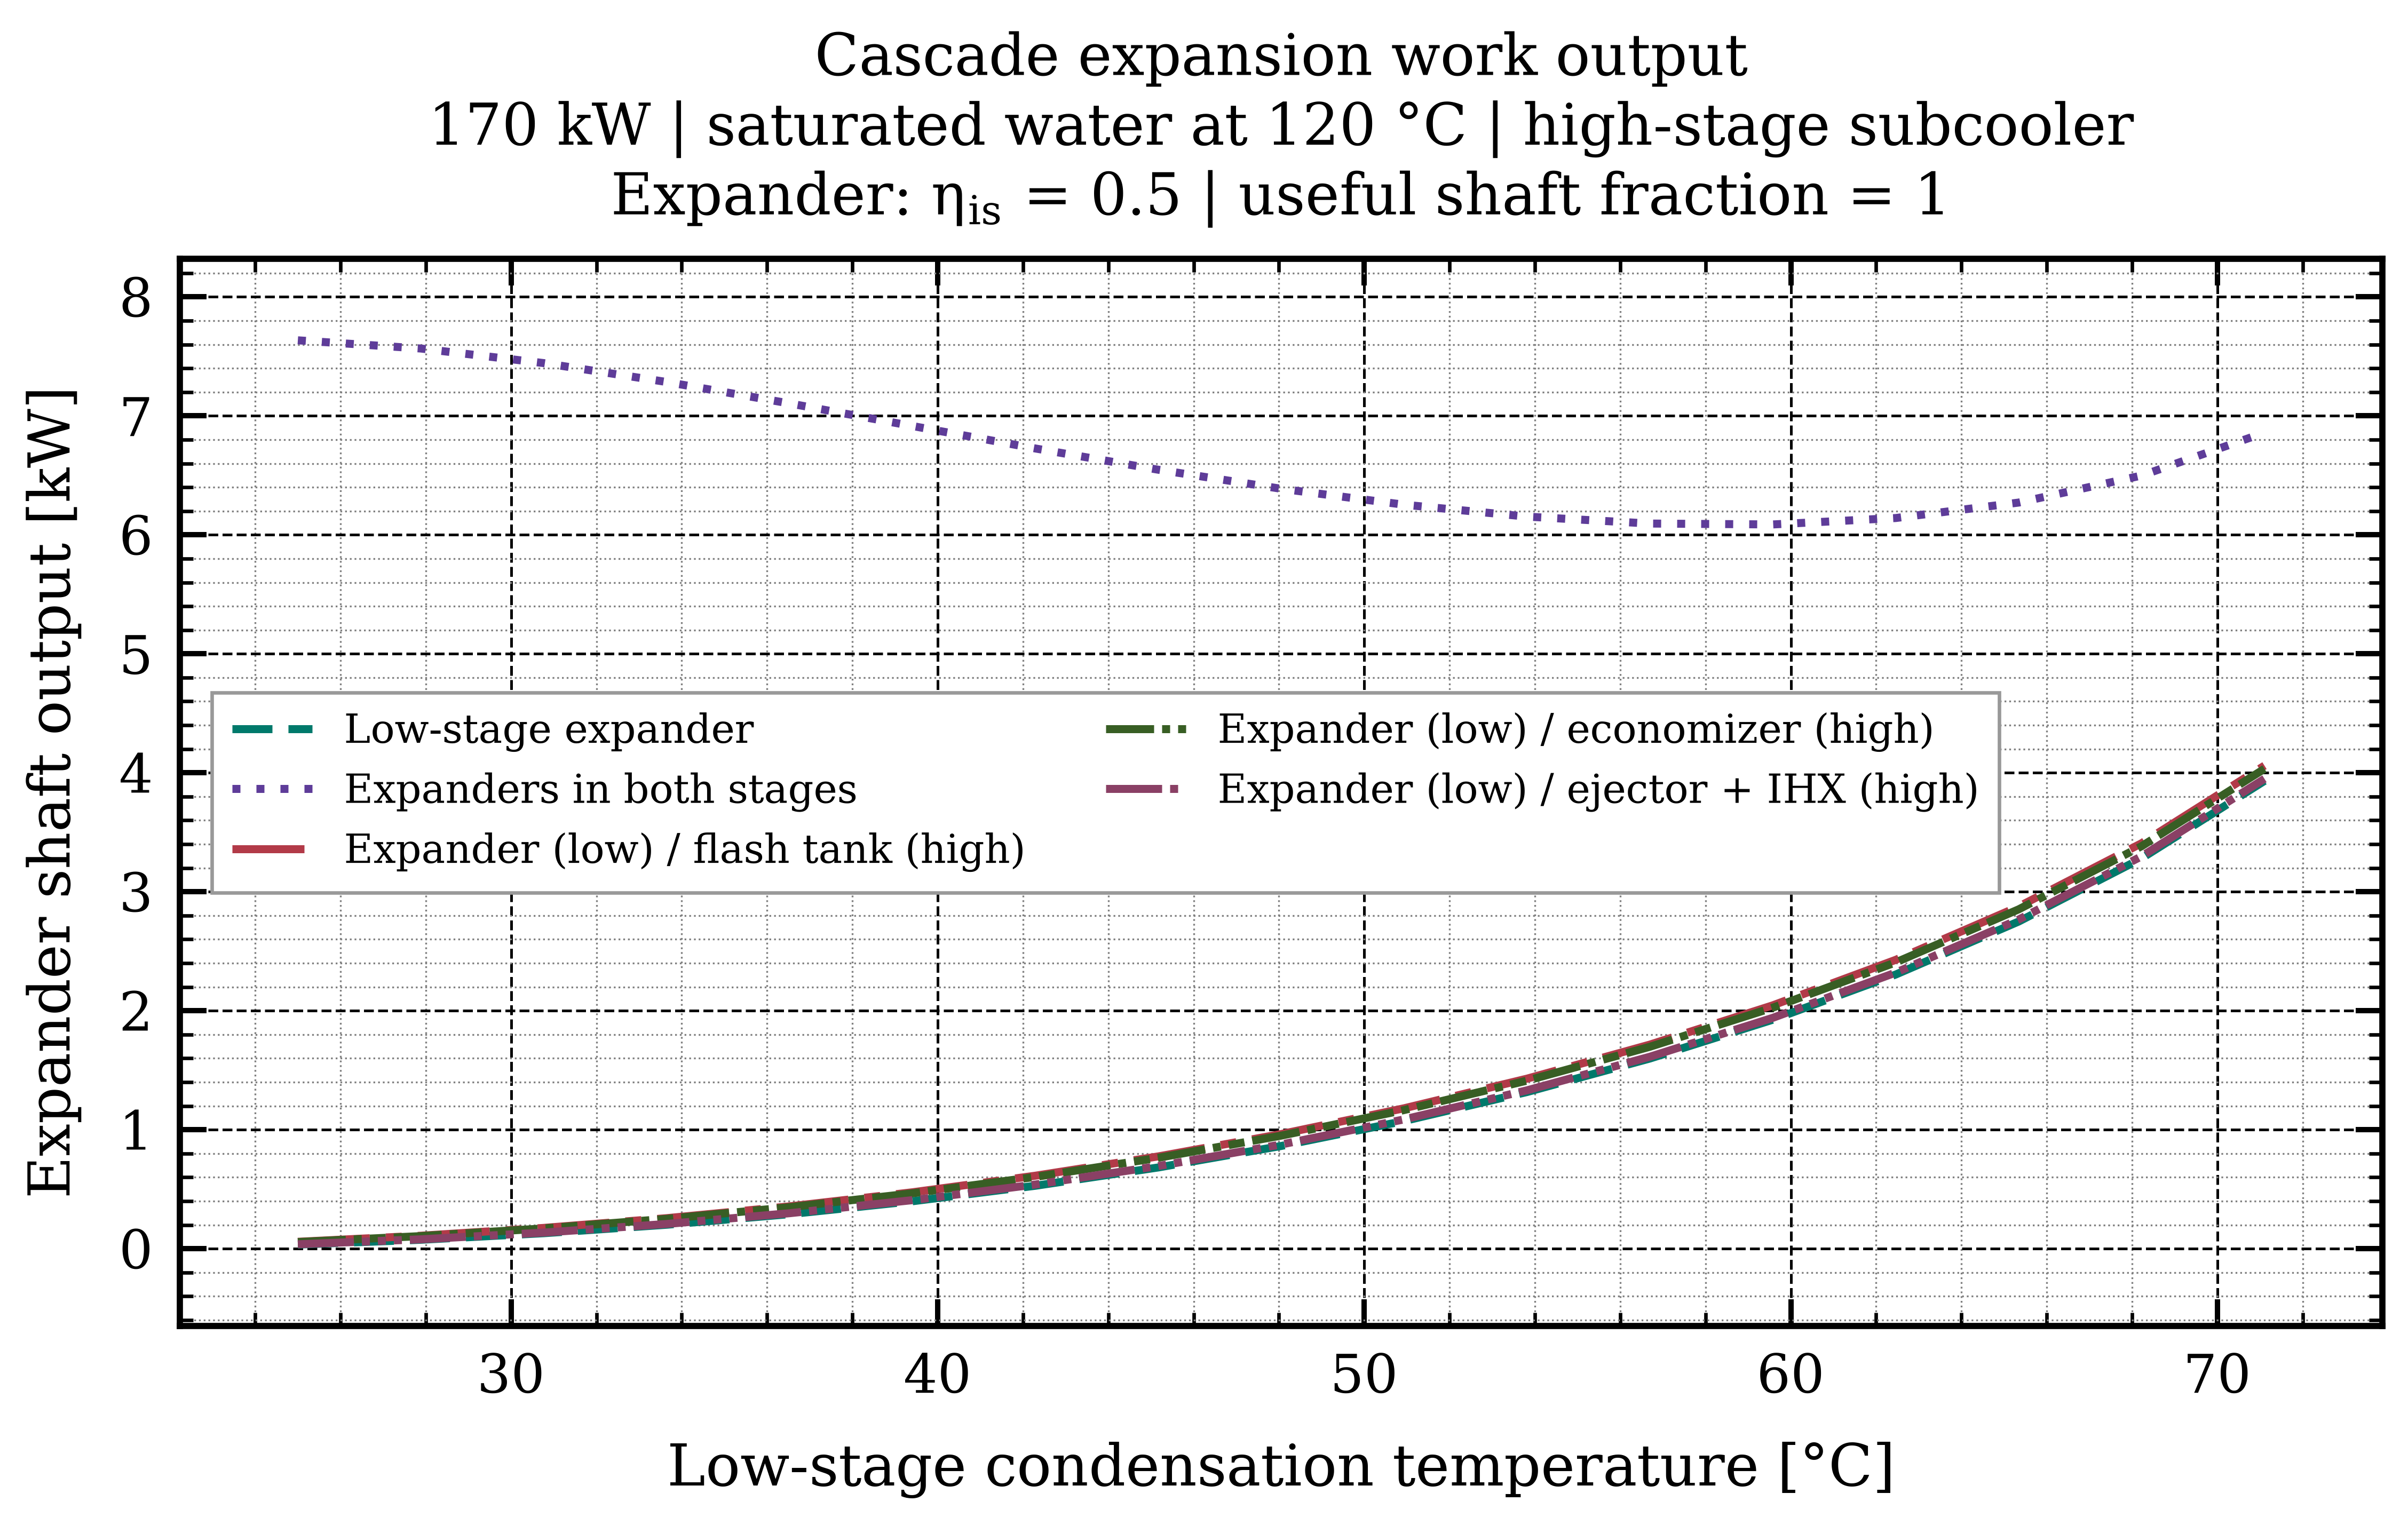 Cascade expansion work output
170 kW | saturated water at 120 °C | high-stage subcooler
Expander: ηis = 0.5 | useful shaft fraction = 1
Expander shaft output [kW]
8
7
6
5
4
3
2
1
0
Low-stage expander
Expanders in both stages
Expander (low) / flash tank (high)
Expander (low) / economizer (high)
Expander (low) / ejector + IHX (high)
30 40 50 60 70
Low-stage condensation temperature [°C]